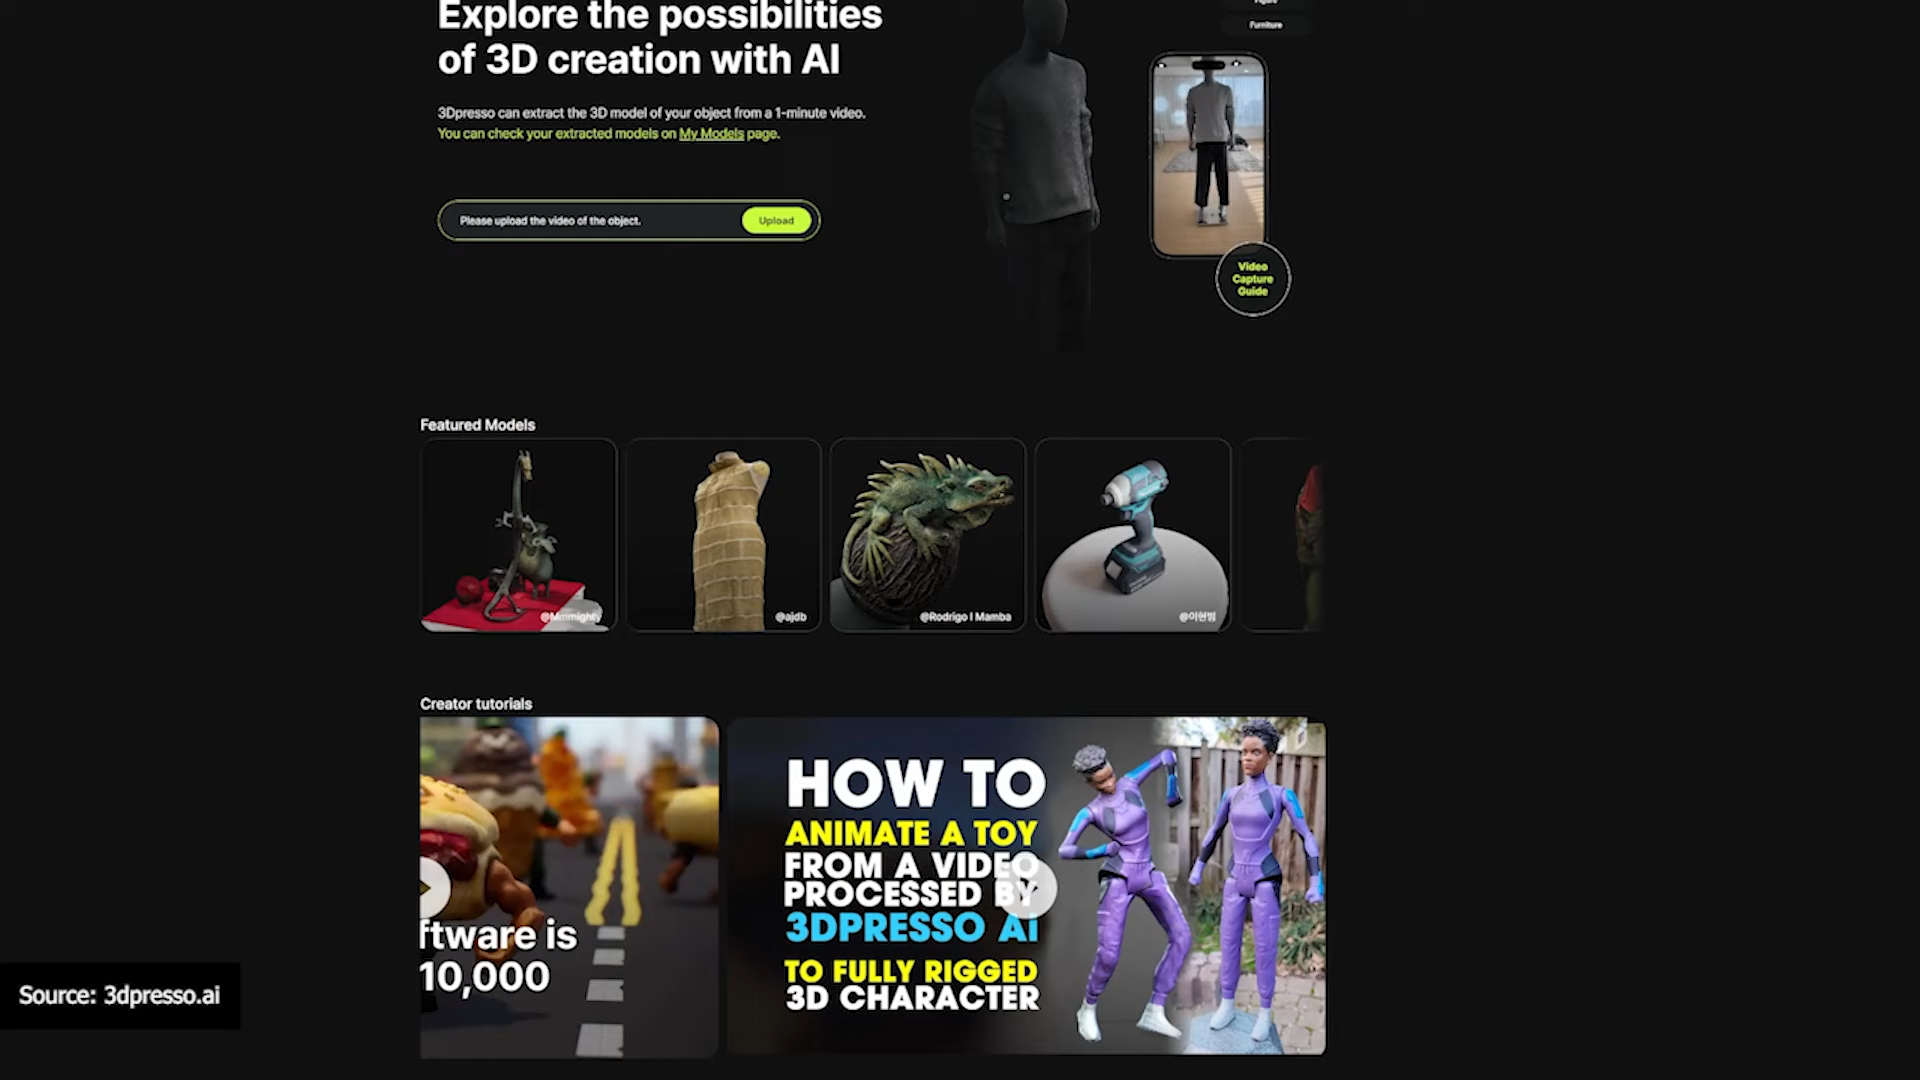 Explore the possibilities
of 3D creation with AI
Figure
Furniture
3Dpresso can extract the 3D model of your object from a 1-minute video.
You can check your extracted models on My Models page.
Please upload the video of the object.
Upload
Video
Capture
Guide
Featured Models
@Mmmighty
@ajdb
@Rodrigo I Mamba
@이현범
Creator tutorials
ftware is
10,000
HOW TO
ANIMATE A TOY
FROM A VIDEO
PROCESSED BY
3DPRESSO Ai
TO FULLY RIGGED
3D CHARACTER
Source: 3dpresso.ai